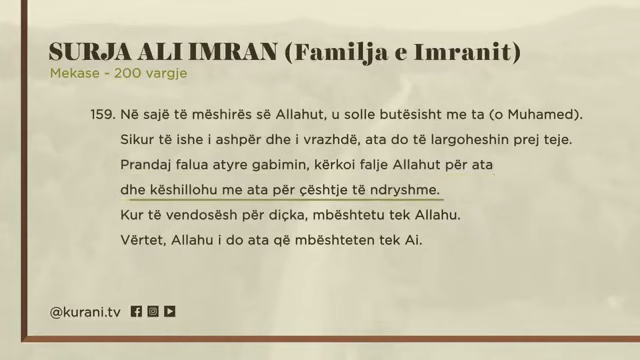 SURJA ALI IMRAN (Familja e Imranit)
Mekase - 200 vargje
159. Në sajë të mëshirës së Allahut, u solle butësisht me ta (o Muhamed).
Sikur të ishe i ashpër dhe i vrazhdë, ata do të largoheshin prej teje.
Prandaj falua atyre gabimin, kërkoi falje Allahut për ata
dhe këshillohu me ata për çështje të ndryshme.
Kur të vendosësh për diçka, mbështetu tek Allahu.
Vërtet, Allahu i do ata që mbështeten tek Ai.
@kurani.tv